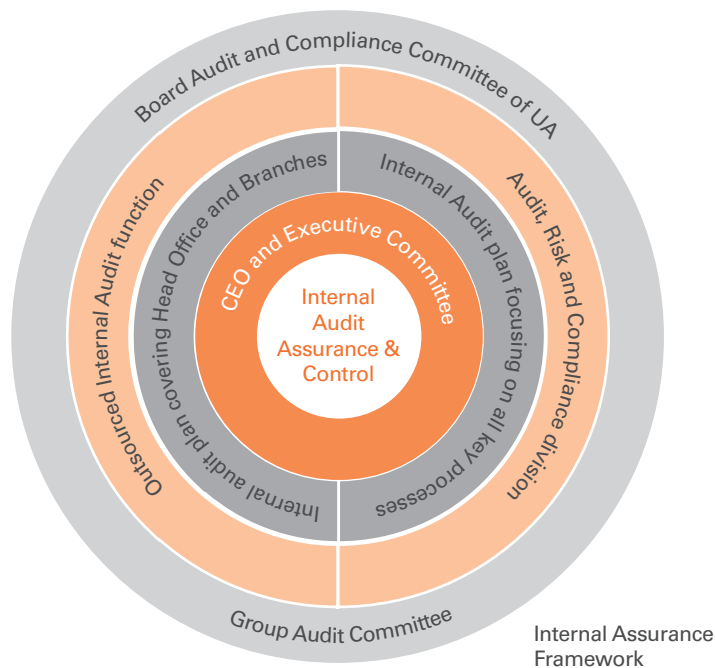 Board Audit and Compliance Committee of UA
Outsourced Internal Audit function
Audit, Risk and Compliance division
Internal audit plan covering Head Office and Branches
Internal Audit plan focusing on all key processes
CEO and Executive Committee
Internal
Audit
Assurance &
Control
Group Audit Committee
Internal Assurance
Framework